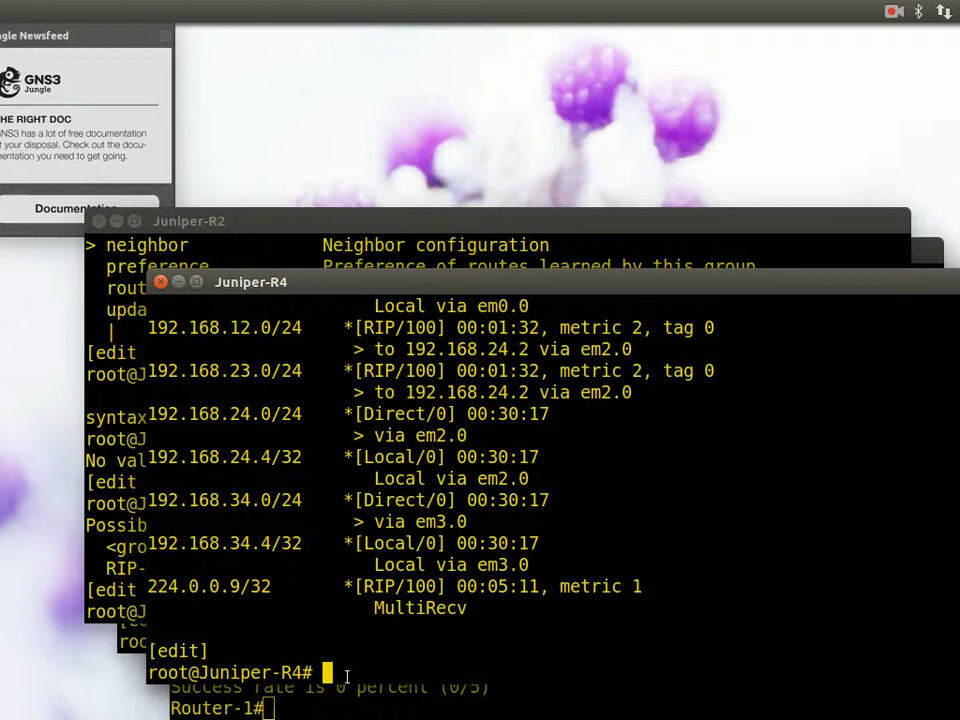 ngle Newsfeed
GNS3
Jungle
HE RIGHT DOC
GNS3 has a lot of free documentation
t your disposal. Check out the docu-
mentation you need to get going.
Documentation
Juniper-R2
> neighbor Neighbor configuration
preference Preference of routes learned by this group
rout
upda
|
[edit
root@J
syntax
root@J
No val
[edit
root@J
Possib
<gro
RIP-
[edit
root@J
Juniper-R4
Local via em0.0
192.168.12.0/24 *[RIP/100] 00:01:32, metric 2, tag 0
> to 192.168.24.2 via em2.0
192.168.23.0/24 *[RIP/100] 00:01:32, metric 2, tag 0
> to 192.168.24.2 via em2.0
192.168.24.0/24 *[Direct/0] 00:30:17
> via em2.0
192.168.24.4/32 *[Local/0] 00:30:17
Local via em2.0
192.168.34.0/24 *[Direct/0] 00:30:17
> via em3.0
192.168.34.4/32 *[Local/0] 00:30:17
Local via em3.0
224.0.0.9/32 *[RIP/100] 00:05:11, metric 1
MultiRecv
[edit]
root@Juniper-R4#
roo
Success rate is 0 percent (0/5)
Router-1#